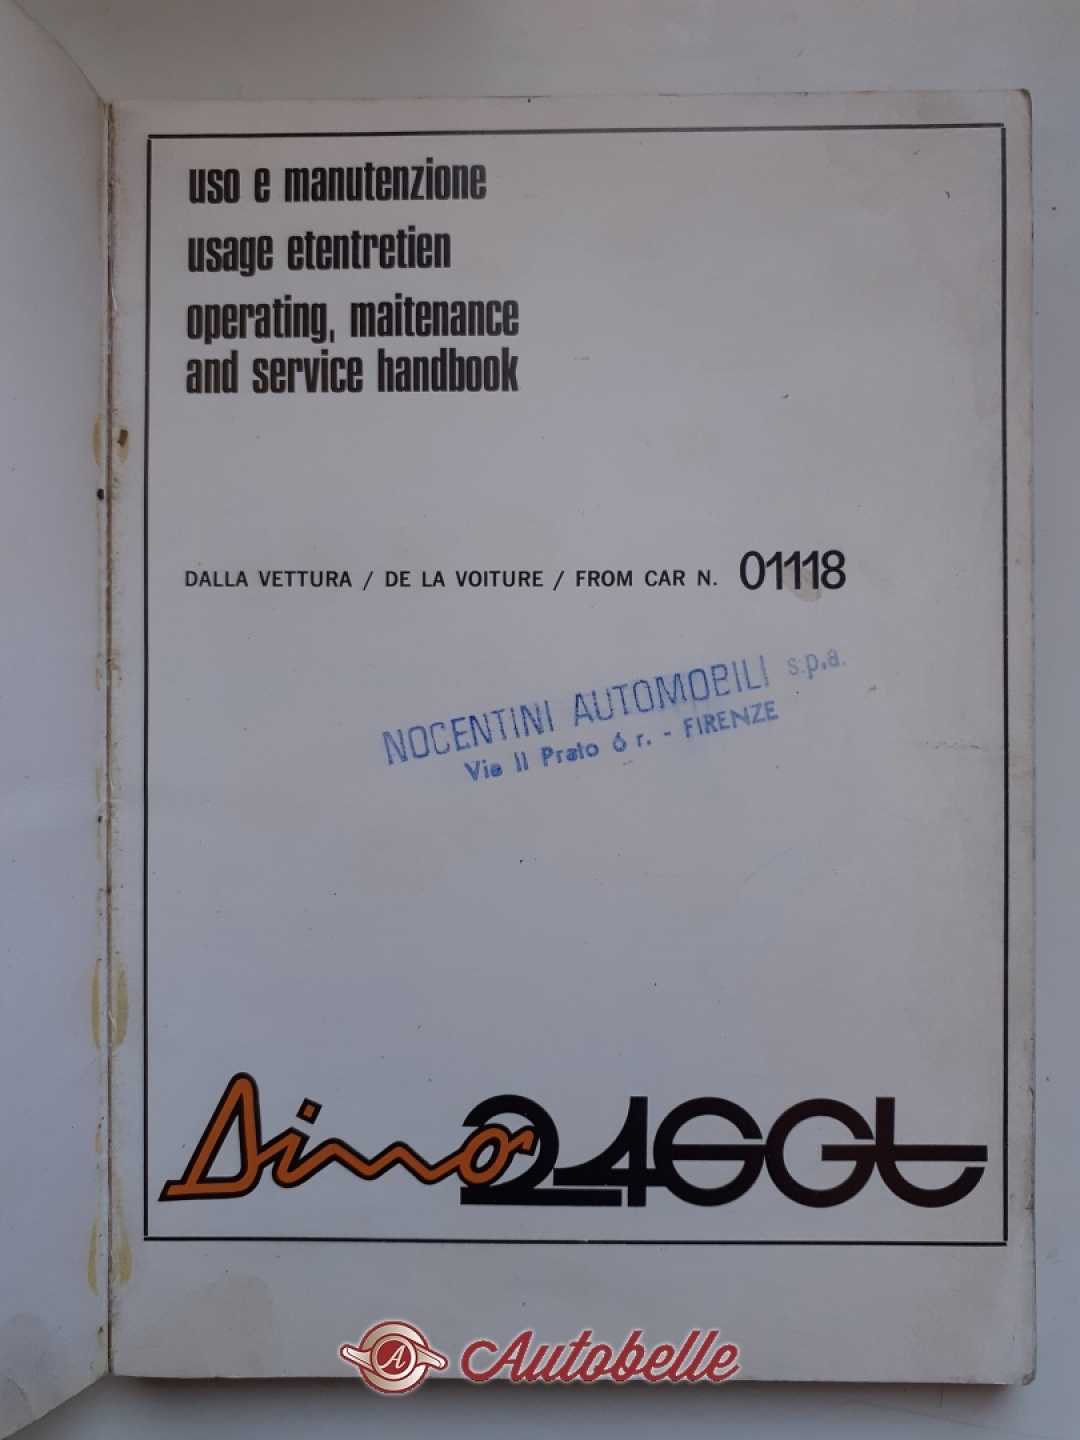 uso e manutenzione
usage etentretien
operating, maitenance
and service handbook
DALLA VETTURA / DE LA VOITURE / FROM CAR N. 01118
NOCENTINI AUTOMOBILI s.p.a.
Via Il Prato 6 r. - FIRENZE
Dino 246GT
A Autobelle